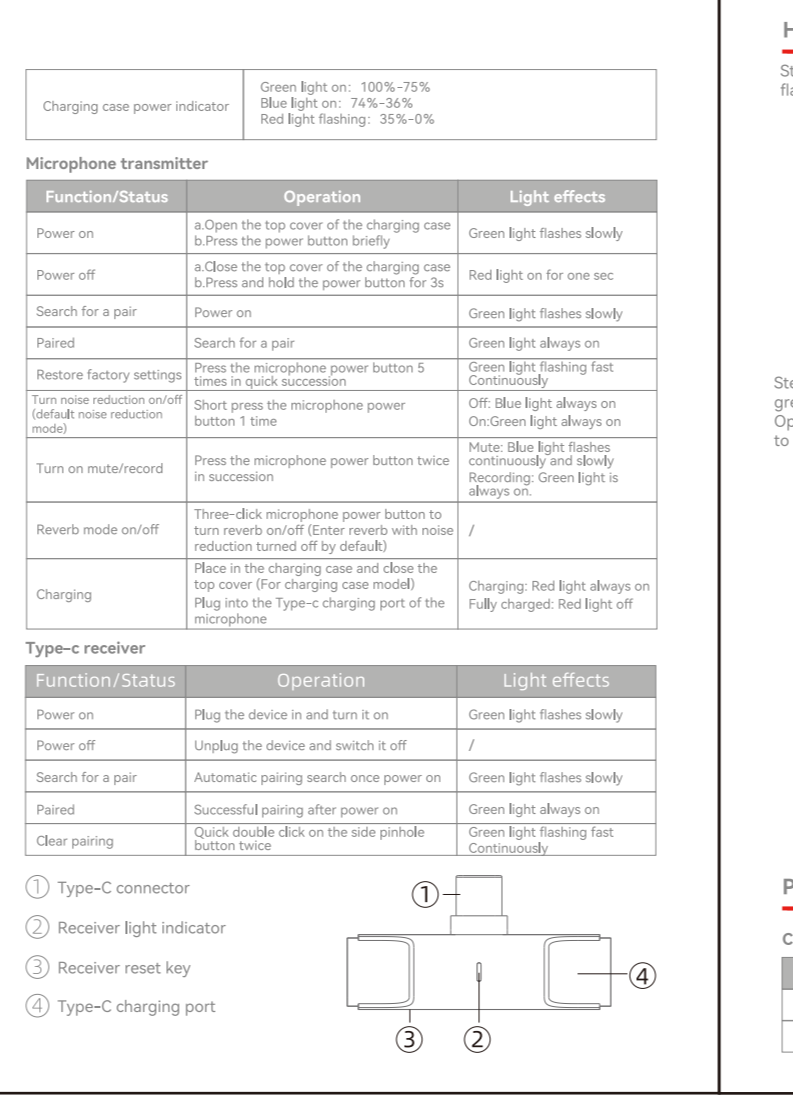 Charging case power indicator
Green light on: 100%-75%
Blue light on: 74%-36%
Red light flashing: 35%-0%
Microphone transmitter
Function/Status Operation Light effects
Power on
a.Open the top cover of the charging case
b.Press the power button briefly
Green light flashes slowly
Power off
a.Close the top cover of the charging case
b.Press and hold the power button for 3s
Red light on for one sec
Search for a pair Power on Green light flashes slowly
Paired Search for a pair Green light always on
Restore factory settings
Press the microphone power button 5
times in quick succession
Green light flashing fast
Continuously
Turn noise reduction on/off
(default noise reduction
mode)
Short press the microphone power
button 1 time
Off: Blue light always on
On:Green light always on
Turn on mute/record
Press the microphone power button twice
in succession
Mute: Blue light flashes
continuously and slowly
Recording: Green light is
always on.
Reverb mode on/off
Three-click microphone power button to
turn reverb on/off (Enter reverb with noise
reduction turned off by default)
/
Charging
Place in the charging case and close the
top cover (For charging case model)
Plug into the Type-c charging port of the
microphone
Charging: Red light always on
Fully charged: Red light off
Type-c receiver
Function/Status Operation Light effects
Power on Plug the device in and turn it on Green light flashes slowly
Power off Unplug the device and switch it off /
Search for a pair Automatic pairing search once power on Green light flashes slowly
Paired Successful pairing after power on Green light always on
Clear pairing
Quick double click on the side pinhole
button twice
Green light flashing fast
Continuously
① Type-C connector
② Receiver light indicator
③ Receiver reset key
④ Type-C charging port
①
④
③ ②
Op
to